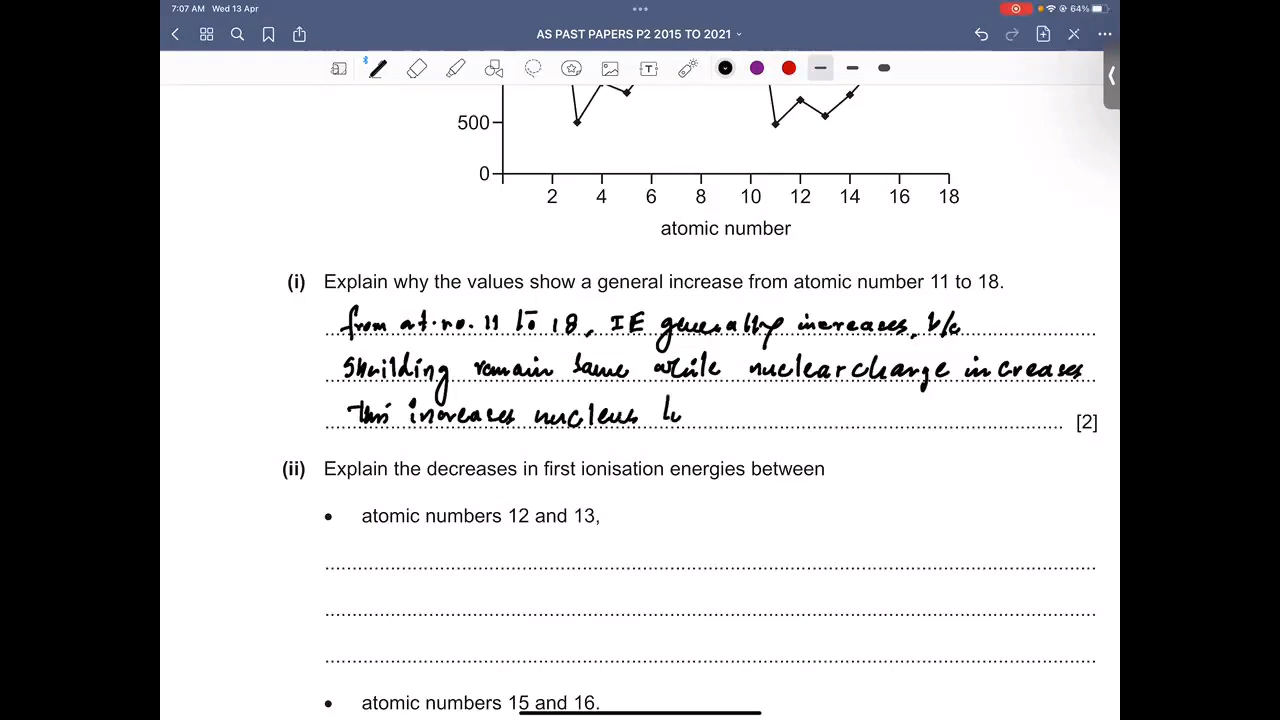 7:07 AM Wed 13 Apr
64%
AS PAST PAPERS P2 2015 TO 2021
500
0
2 4 6 8 10 12 14 16 18
atomic number
(i) Explain why the values show a general increase from atomic number 11 to 18.
from at.no. 11 to 18, IE generally increases, b/c
sheilding remain same while nuclear charge increases
this increases nucleus
[2]
(ii) Explain the decreases in first ionisation energies between
• atomic numbers 12 and 13,
• atomic numbers 15 and 16.